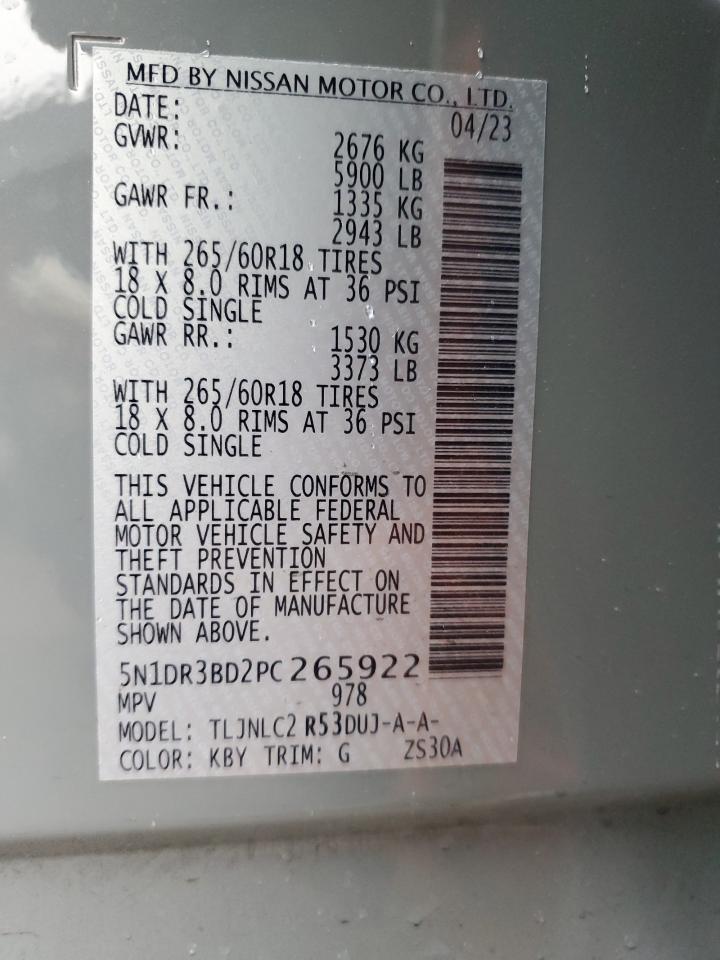 MFD BY NISSAN MOTOR CO., LTD.
DATE: 04/23
GVWR: 2676 KG
5900 LB
GAWR FR.: 1335 KG
2943 LB
WITH 265/60R18 TIRES
18 X 8.0 RIMS AT 36 PSI
COLD SINGLE
GAWR RR.: 1530 KG
3373 LB
WITH 265/60R18 TIRES
18 X 8.0 RIMS AT 36 PSI
COLD SINGLE
THIS VEHICLE CONFORMS TO
ALL APPLICABLE FEDERAL
MOTOR VEHICLE SAFETY AND
THEFT PREVENTION
STANDARDS IN EFFECT ON
THE DATE OF MANUFACTURE
SHOWN ABOVE.
5N1DR3BD2PC265922
MPV 978
MODEL: TLJNLC2 R53DUJ-A-A-
COLOR: KBY TRIM: G ZS30A